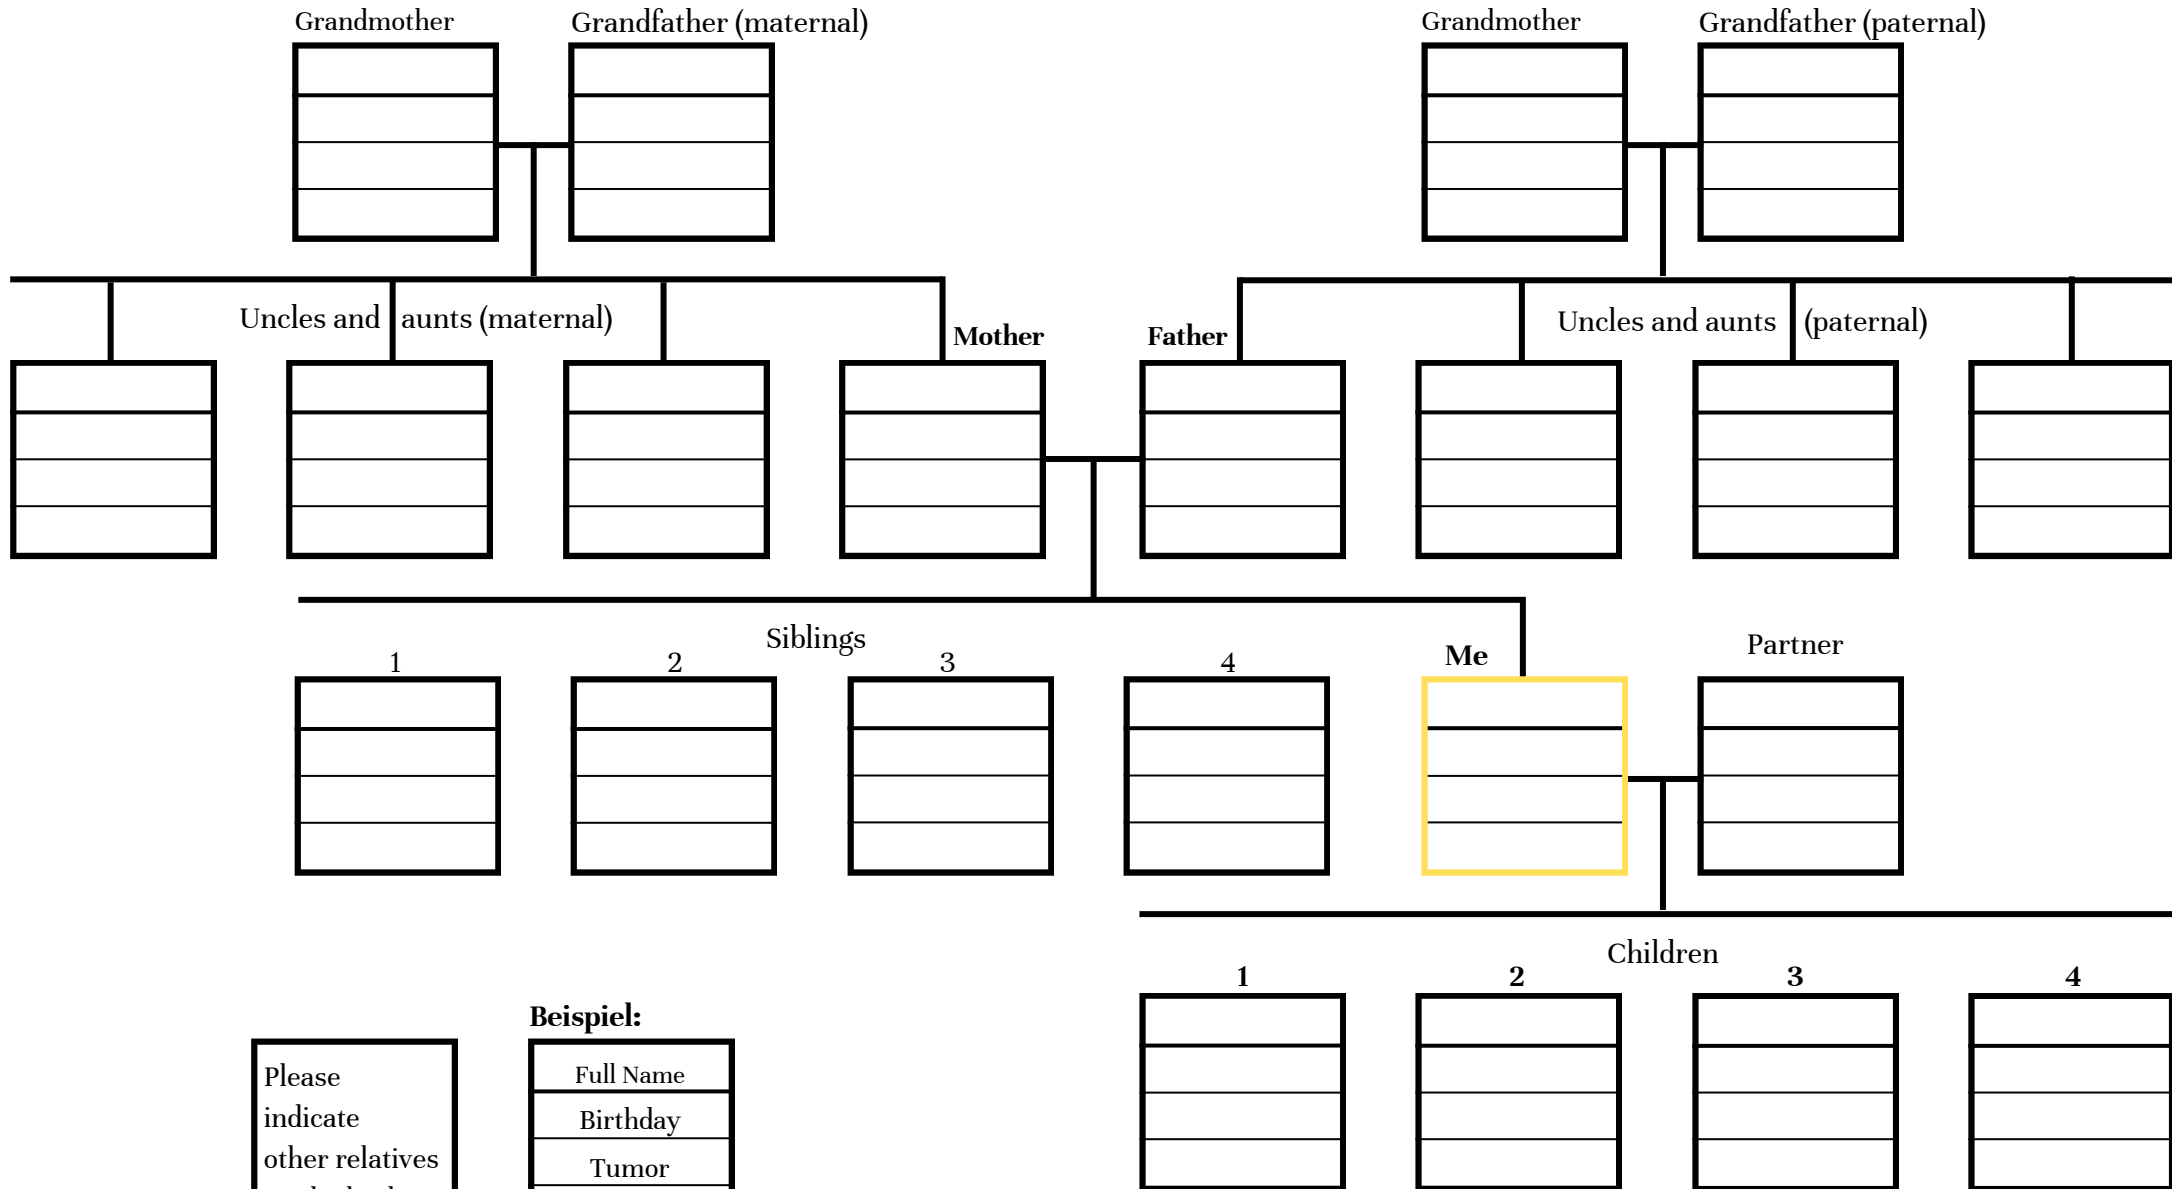 Grandmother
Grandfather (maternal)
Grandmother
Grandfather (paternal)
Uncles and aunts (maternal)
Mother
Father
Uncles and aunts (paternal)
Siblings
1
2
3
4
Me
Partner
Children
1
2
3
4
Beispiel:
Please
indicate
other relatives
Full Name
Birthday
Tumor